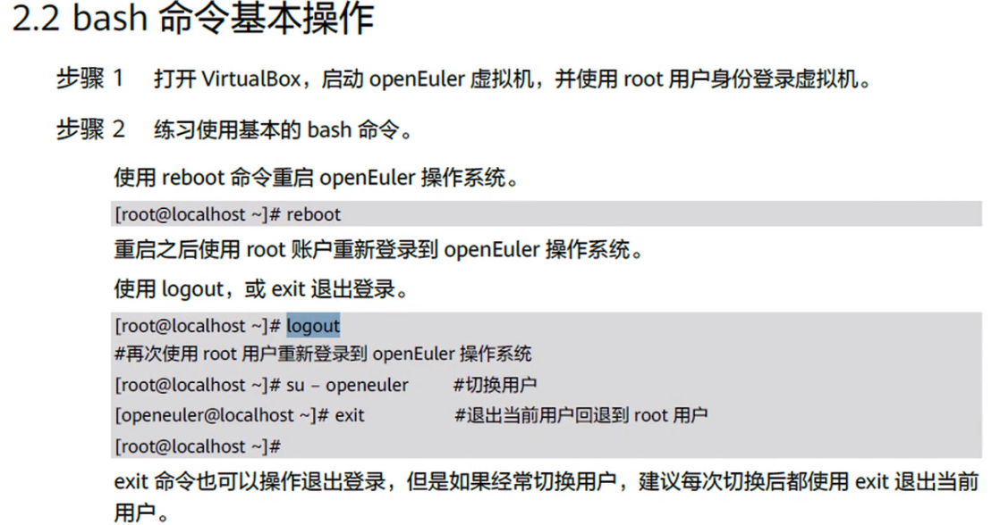 2.2 bash 命令基本操作
步骤 1 打开 VirtualBox，启动 openEuler 虚拟机，并使用 root 用户身份登录虚拟机。
步骤 2 练习使用基本的 bash 命令。
使用 reboot 命令重启 openEuler 操作系统。
[root@localhost ~]# reboot
重启之后使用 root 账户重新登录到 openEuler 操作系统。
使用 logout，或 exit 退出登录。
[root@localhost ~]# logout
#再次使用 root 用户重新登录到 openEuler 操作系统
[root@localhost ~]# su – openeuler #切换用户
[openeuler@localhost ~]# exit #退出当前用户回退到 root 用户
[root@localhost ~]#
exit 命令也可以操作退出登录，但是如果经常切换用户，建议每次切换后都使用 exit 退出当前
用户。